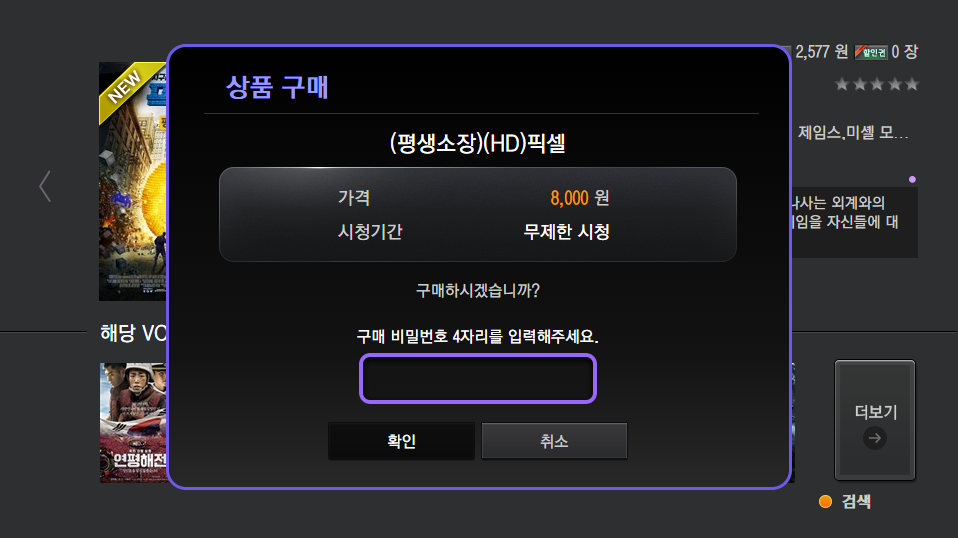 2,577 원 할인권 0 장
NEW
상품 구매
(평생소장)(HD)픽셀
제임스,미셸 모...
가격 8,000 원
시청기간 무제한 시청
나사는 외계와의
게임을 자신들에 대
구매하시겠습니까?
구매 비밀번호 4자리를 입력해주세요.
해당 VO
확인 취소
더보기
연평해전
검색